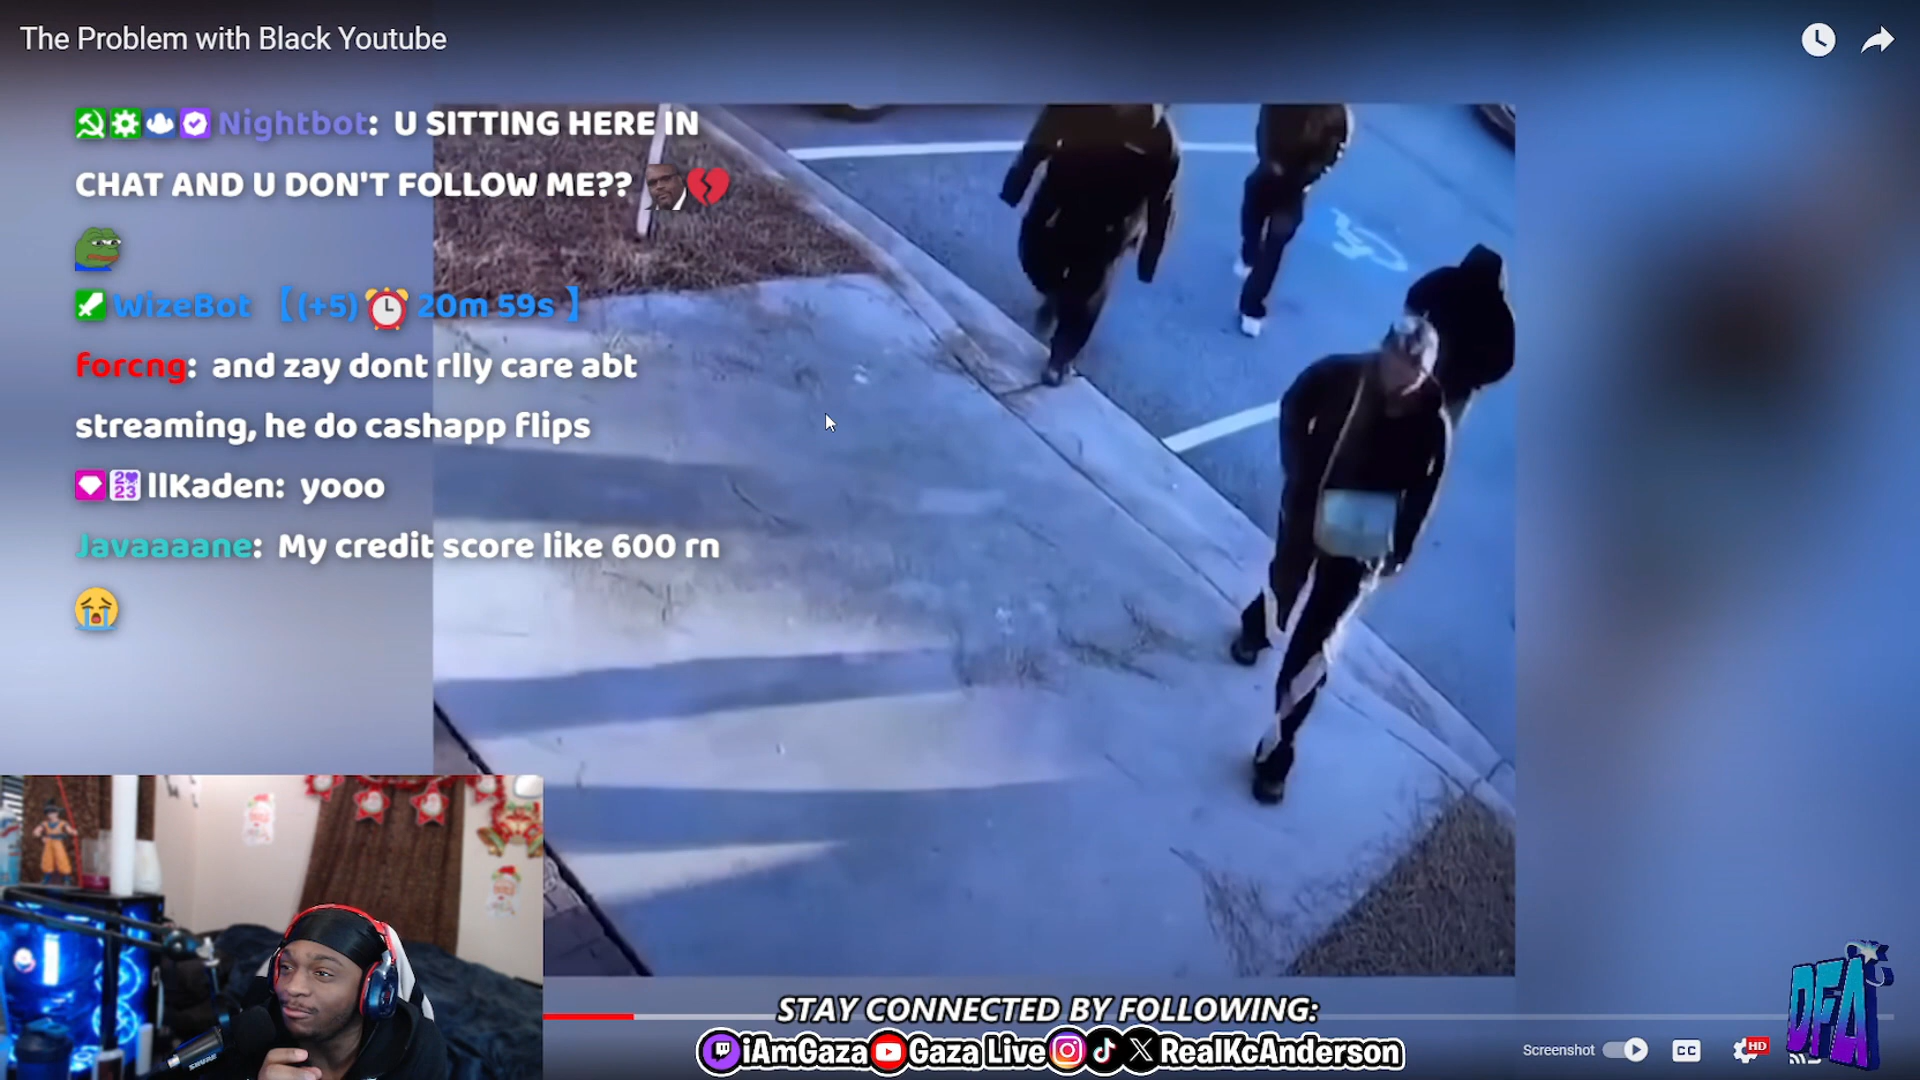 The Problem with Black Youtube
Nightbot: U SITTING HERE IN
CHAT AND U DON'T FOLLOW ME??
WizeBot 【(+5) 20m 59s 】
forcng: and zay dont rlly care abt
streaming, he do cashapp flips
llKaden: yooo
Javaaaane: My credit score like 600 rn
STAY CONNECTED BY FOLLOWING:
iAmGaza Gaza Live RealKcAnderson
Screenshot
CC
HD
DFA
SHURE